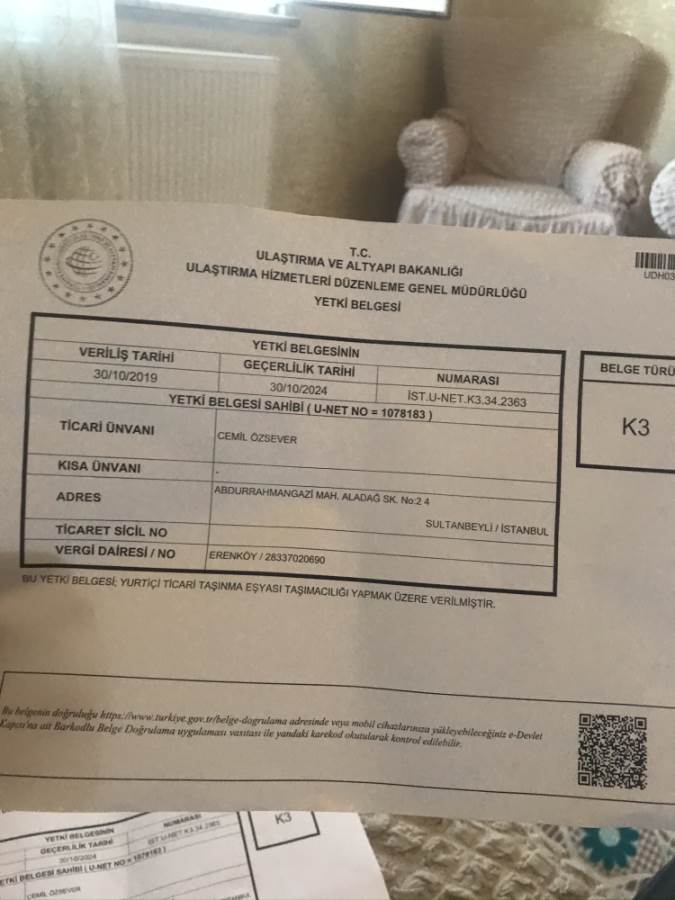 T.C.
ULAŞTIRMA VE ALTYAPI BAKANLIĞI
ULAŞTIRMA HİZMETLERİ DÜZENLEME GENEL MÜDÜRLÜĞÜ
YETKİ BELGESİ
UDH03
YETKİ BELGESİNİN
VERİLİŞ TARİHİ GEÇERLİLİK TARİHİ NUMARASI
30/10/2019 30/10/2024 İST.U-NET.K3.34.2363
YETKİ BELGESİ SAHİBİ ( U-NET NO = 1078183 )
TİCARİ ÜNVANI CEMİL ÖZSEVER
KISA ÜNVANI -
ADRES ABDURRAHMANGAZİ MAH. ALADAĞ SK. No:2 4
SULTANBEYLİ / İSTANBUL
TİCARET SİCİL NO
VERGİ DAİRESİ / NO ERENKÖY / 28337020690
BELGE TÜRÜ
K3
BU YETKİ BELGESİ; YURTİÇİ TİCARİ TAŞINMA EŞYASI TAŞIMACILIĞI YAPMAK ÜZERE VERİLMİŞTİR.
Bu belgenin doğruluğu https://www.turkiye.gov.tr/belge-dogrulama adresinde veya mobil cihazlarınıza yükleyebileceğiniz e-Devlet
Kapısı'na ait Barkodlu Belge Doğrulama uygulaması vasıtası ile yandaki karekod okutularak kontrol edilebilir.
YETKİ BELGESİNİN
GEÇERLİLİK TARİHİ NUMARASI
30/10/2024 İST.U-NET.K3.34.2363
YETKİ BELGESİ SAHİBİ ( U-NET NO = 1078183 )
CEMİL ÖZSEVER
K3